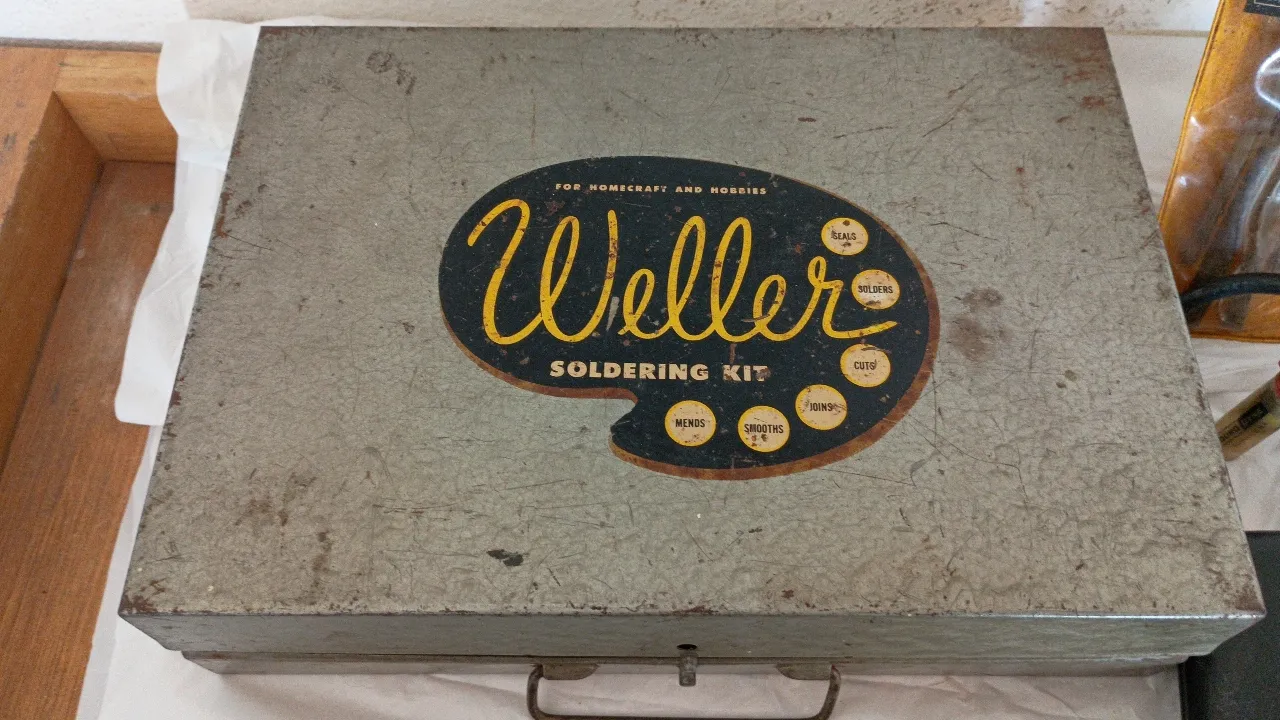 FOR HOMECRAFT AND HOBBIES
Weller
SOLDERING KIT
SEALS
SOLDERS
CUTS
JOINS
SMOOTHS
MENDS